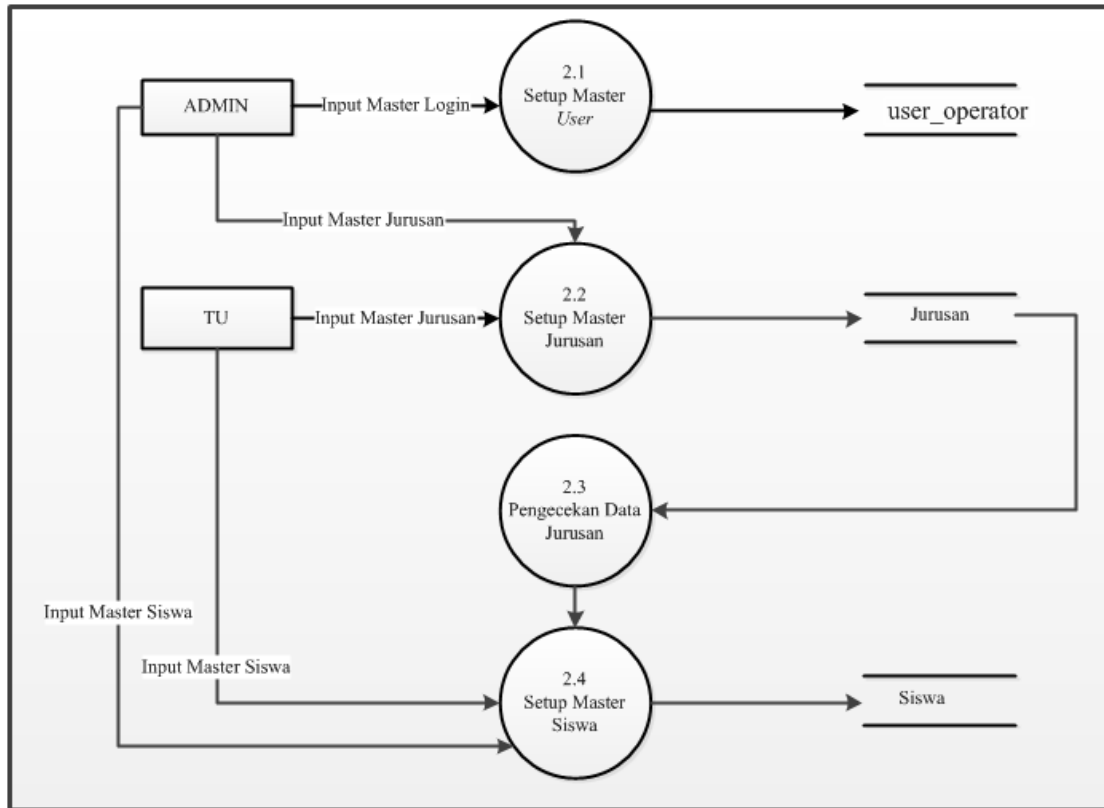 2.1
Setup Master
User
ADMIN
Input Master Login
user_operator
Input Master Jurusan
2.2
Setup Master
Jurusan
TU
Input Master Jurusan
Jurusan
2.3
Pengecekan Data
Jurusan
Input Master Siswa
Input Master Siswa
2.4
Setup Master
Siswa
Siswa